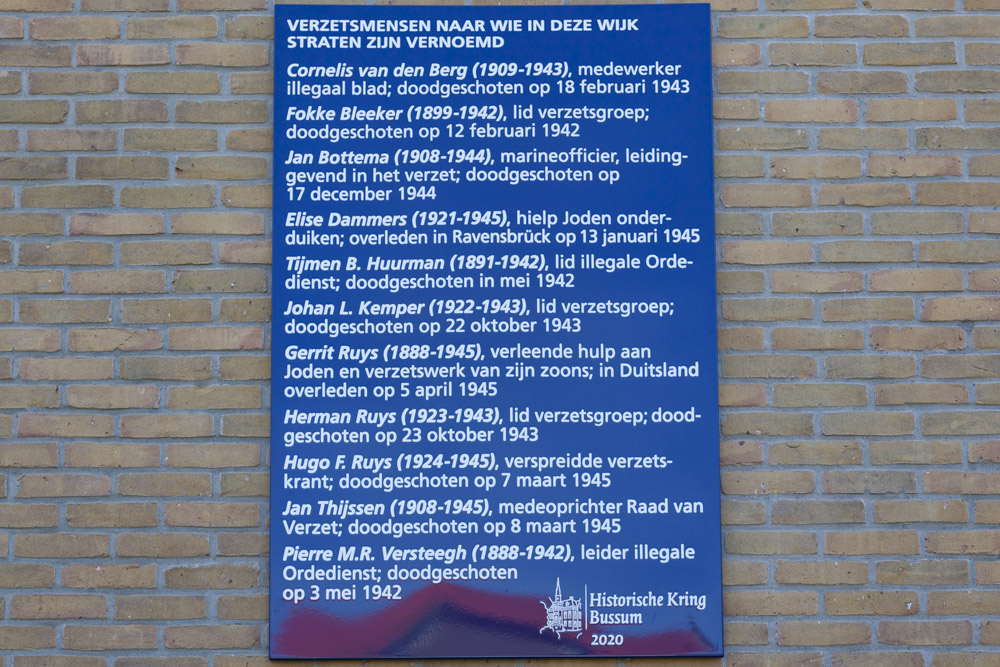 VERZETSMENSEN NAAR WIE IN DEZE WIJK
STRATEN ZIJN VERNOEMD
Cornelis van den Berg (1909-1943), medewerker
illegaal blad; doodgeschoten op 18 februari 1943
Fokke Bleeker (1899-1942), lid verzetsgroep;
doodgeschoten op 12 februari 1942
Jan Bottema (1908-1944), marineofficier, leiding-
gevend in het verzet; doodgeschoten op
17 december 1944
Elise Dammers (1921-1945), hielp Joden onder-
duiken; overleden in Ravensbrück op 13 januari 1945
Tijmen B. Huurman (1891-1942), lid illegale Orde-
dienst; doodgeschoten in mei 1942
Johan L. Kemper (1922-1943), lid verzetsgroep;
doodgeschoten op 22 oktober 1943
Gerrit Ruys (1888-1945), verleende hulp aan
Joden en verzetswerk van zijn zoons; in Duitsland
overleden op 5 april 1945
Herman Ruys (1923-1943), lid verzetsgroep; dood-
geschoten op 23 oktober 1943
Hugo F. Ruys (1924-1945), verspreidde verzets-
krant; doodgeschoten op 7 maart 1945
Jan Thijssen (1908-1945), medeoprichter Raad van
Verzet; doodgeschoten op 8 maart 1945
Pierre M.R. Versteegh (1888-1942), leider illegale
Ordedienst; doodgeschoten
op 3 mei 1942
Historische Kring
Bussum
2020